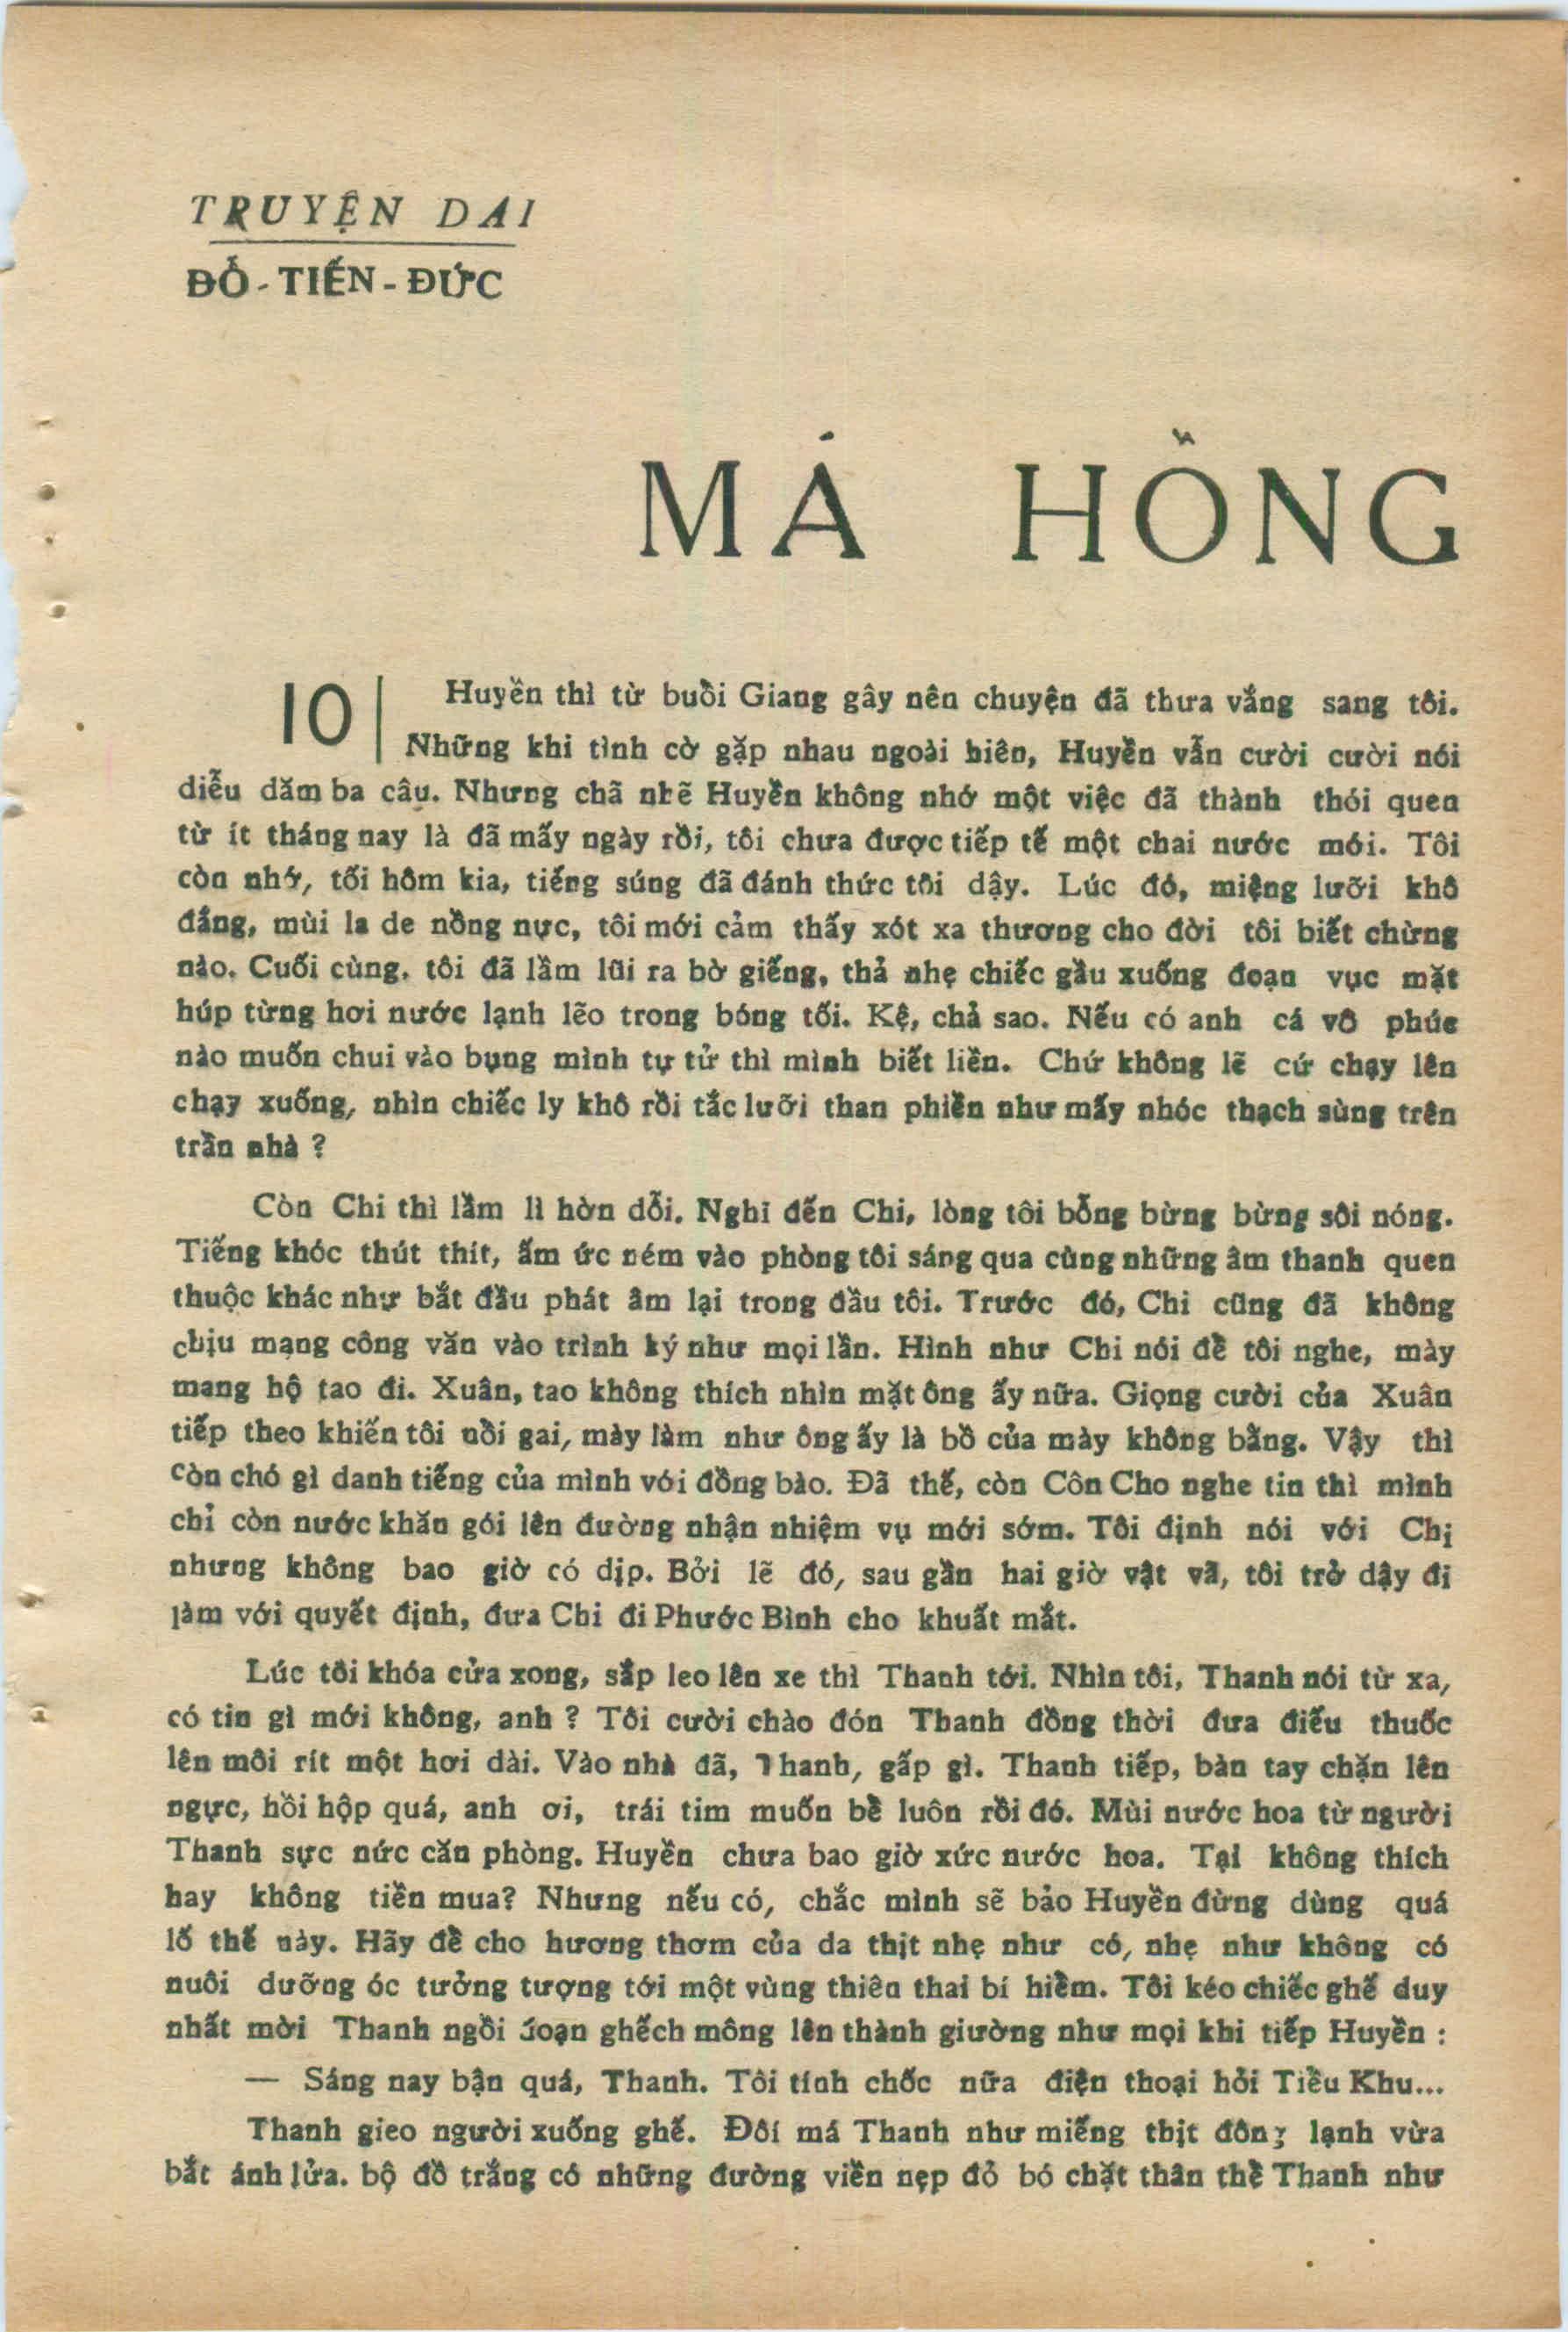 TRUYỆN DAI
ĐỖ - TIẾN - ĐỨC
MÁ HỒNG
10
Huyền thì từ buổi Giang gây nên chuyện đã thưa vắng sang tôi.
Những khi tình cờ gặp nhau ngoài hiên, Huyền vẫn cười cười nói
diễu dăm ba câu. Nhưng chã nhẽ Huyền không nhớ một việc đã thành thói quen
từ ít tháng nay là đã mấy ngày rồi, tôi chưa được tiếp tế một chai nước mới. Tôi
còn nhớ, tối hôm kia, tiếng súng đã đánh thức tôi dậy. Lúc đó, miệng lưỡi khô
đắng, mùi la de nồng nực, tôi mới cảm thấy xót xa thương cho đời tôi biết chừng
nào. Cuối cùng. tôi đã lầm lũi ra bờ giếng, thả nhẹ chiếc gầu xuống đoạn vục mặt
húp từng hơi nước lạnh lẽo trong bóng tối. Kệ, chả sao. Nếu có anh cá vô phúc
nào muốn chui vào bụng mình tự tử thì mình biết liền. Chứ không lẽ cứ chạy lên
chạy xuống, nhìn chiếc ly khô rồi tắc lưỡi than phiền như mấy nhóc thạch sùng trên
trần nhà ?
Còn Chi thì lầm lì hờn dỗi. Nghĩ đến Chi, lòng tôi bỗng bừng bừng sôi nóng.
Tiếng khóc thút thít, ấm ức ném vào phòng tôi sáng qua cùng những âm thanh quen
thuộc khác như bắt đầu phát âm lại trong đầu tôi. Trước đó, Chi cũng đã không
chịu mang công văn vào trình ký như mọi lần. Hình như Chi nói để tôi nghe, mày
mang hộ tao đi. Xuân, tao không thích nhìn mặt ông ấy nữa. Giọng cười của Xuân
tiếp theo khiến tôi nổi gai, mày làm như ông ấy là bồ của mày không bằng. Vậy thì
còn chó gì danh tiếng của mình với đồng bào. Đã thế, còn Côn Cho nghe tin thì mình
chỉ còn nước khăn gói lên đường nhận nhiệm vụ mới sớm. Tôi định nói với Chị
nhưng không bao giờ có dịp. Bởi lẽ đó, sau gần hai giờ vật vã, tôi trở dậy đi
làm với quyết định, đưa Chi đi Phước Bình cho khuất mắt.
Lúc tôi khóa cửa xong, sắp leo lên xe thì Thanh tới. Nhìn tôi, Thanh nói từ xa,
có tin gì mới không, anh ? Tôi cười chào đón Thanh đồng thời đưa điếu thuốc
lên môi rít một hơi dài. Vào nhà đã, Thanh, gấp gì. Thanh tiếp, bàn tay chặn lên
ngực, hồi hộp quá, anh ơi, trái tim muốn bể luôn rồi đó. Mùi nước hoa từ người
Thanh sực nức căn phòng. Huyền chưa bao giờ xức nước hoa. Tại không thích
hay không tiền mua? Nhưng nếu có, chắc mình sẽ bảo Huyền đừng dùng quá
lố thế này. Hãy để cho hương thơm của da thịt nhẹ như có, nhẹ như không có
nuôi dưỡng óc tưởng tượng tới một vùng thiên thai bí hiểm. Tôi kéo chiếc ghế duy
nhất mời Thanh ngồi đoạn ghếch mông lên thành giường như mọi khi tiếp Huyền :
— Sáng nay bận quá, Thanh. Tôi tính chốc nữa điện thoại hỏi Tiểu Khu...
Thanh gieo người xuống ghế. Đôi má Thanh như miếng thịt đông lạnh vừa
bắt ánh lửa. bộ đồ trắng có những đường viền nẹp đỏ bó chặt thân thể Thanh như